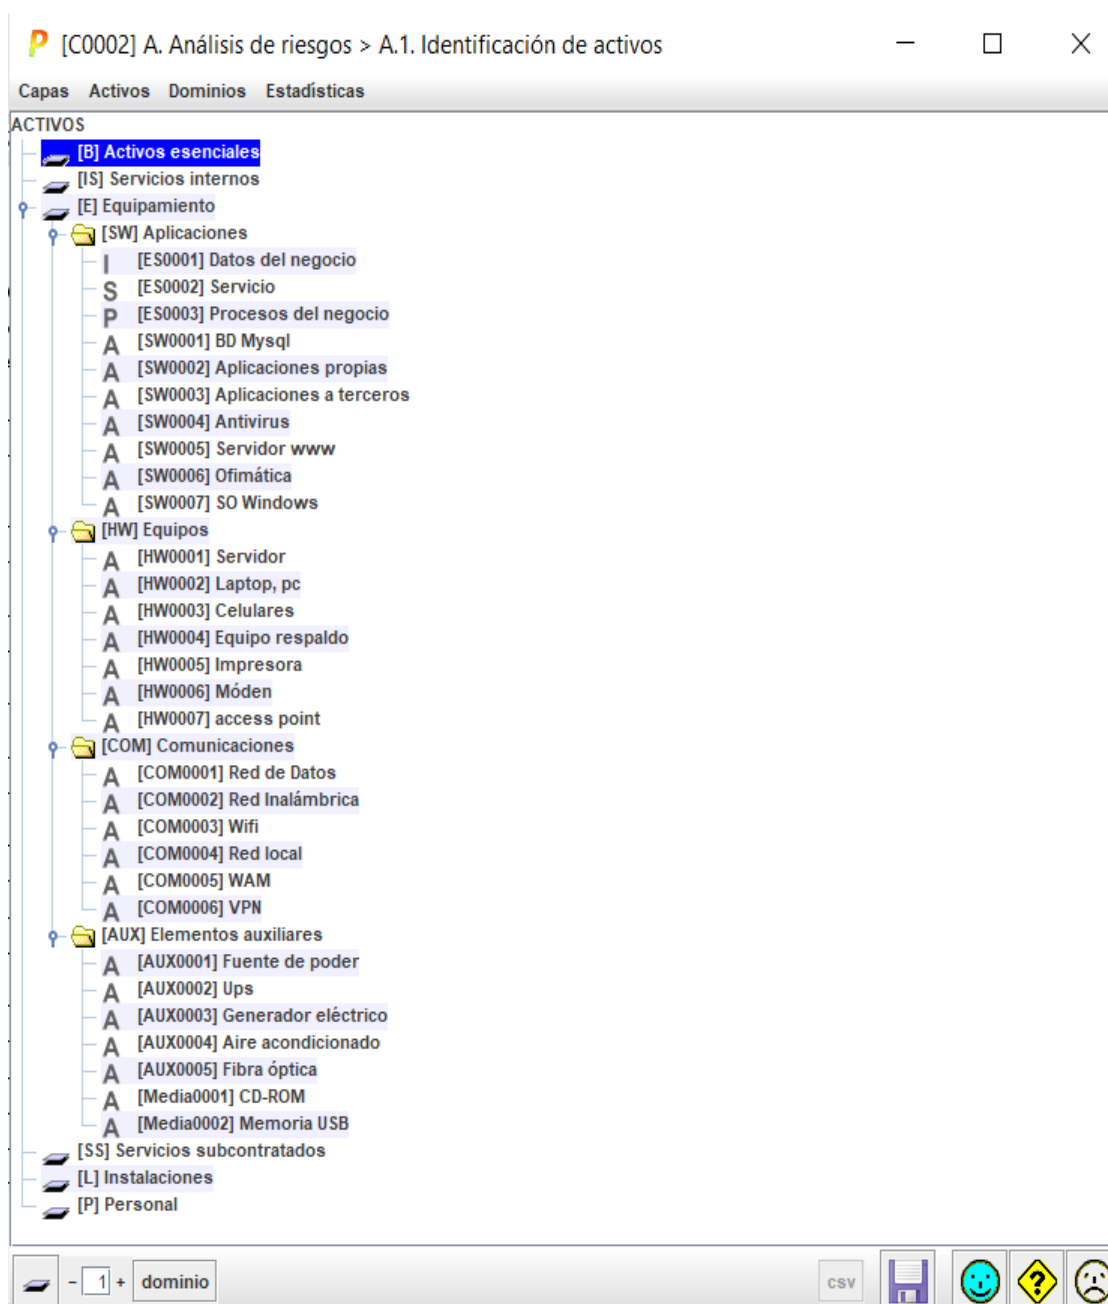 P [C0002] A. Análisis de riesgos > A.1. Identificación de activos
Capas Activos Dominios Estadísticas
ACTIVOS
[B] Activos esenciales
[IS] Servicios internos
[E] Equipamiento
[SW] Aplicaciones
I [ES0001] Datos del negocio
S [ES0002] Servicio
P [ES0003] Procesos del negocio
A [SW0001] BD Mysql
A [SW0002] Aplicaciones propias
A [SW0003] Aplicaciones a terceros
A [SW0004] Antivirus
A [SW0005] Servidor www
A [SW0006] Ofimática
A [SW0007] SO Windows
[HW] Equipos
A [HW0001] Servidor
A [HW0002] Laptop, pc
A [HW0003] Celulares
A [HW0004] Equipo respaldo
A [HW0005] Impresora
A [HW0006] Móden
A [HW0007] access point
[COM] Comunicaciones
A [COM0001] Red de Datos
A [COM0002] Red Inalámbrica
A [COM0003] Wifi
A [COM0004] Red local
A [COM0005] WAM
A [COM0006] VPN
[AUX] Elementos auxiliares
A [AUX0001] Fuente de poder
A [AUX0002] Ups
A [AUX0003] Generador eléctrico
A [AUX0004] Aire acondicionado
A [AUX0005] Fibra óptica
A [Media0001] CD-ROM
A [Media0002] Memoria USB
[SS] Servicios subcontratados
[L] Instalaciones
[P] Personal
- 1 + dominio csv ?